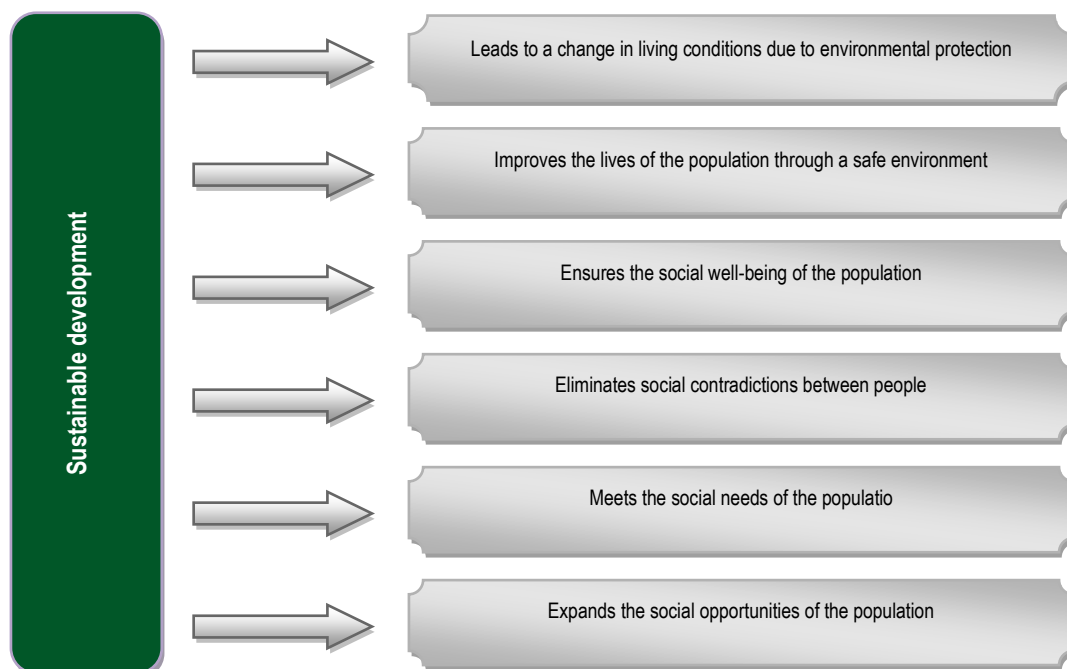 Sustainable development
Leads to a change in living conditions due to environmental protection
Improves the lives of the population through a safe environment
Ensures the social well-being of the population
Eliminates social contradictions between people
Meets the social needs of the populatio
Expands the social opportunities of the population